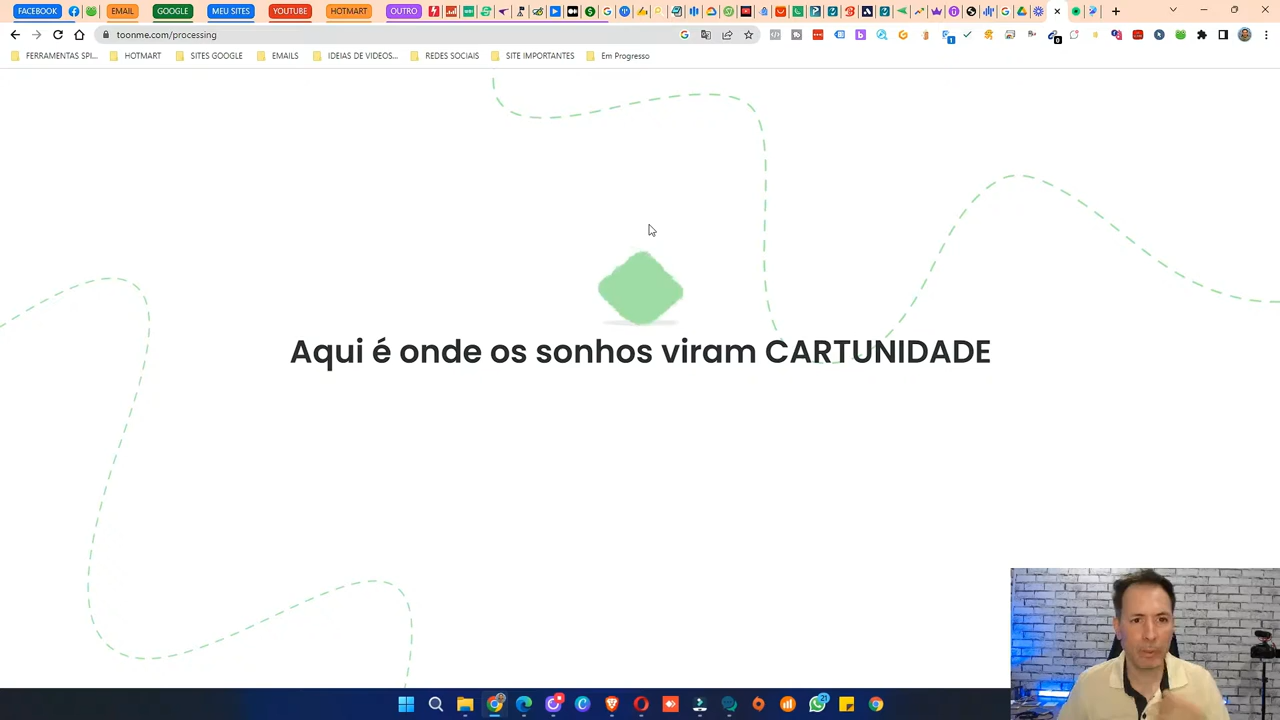 FACEBOOK EMAIL GOOGLE MEU SITES YOUTUBE HOTMART OUTRO
toonme.com/processing
FERRAMENTAS SPI... HOTMART SITES GOOGLE EMAILS IDEIAS DE VIDEOS... REDES SOCIAIS SITE IMPORTANTES Em Progresso
Aqui é onde os sonhos viram CARTUNIDADE